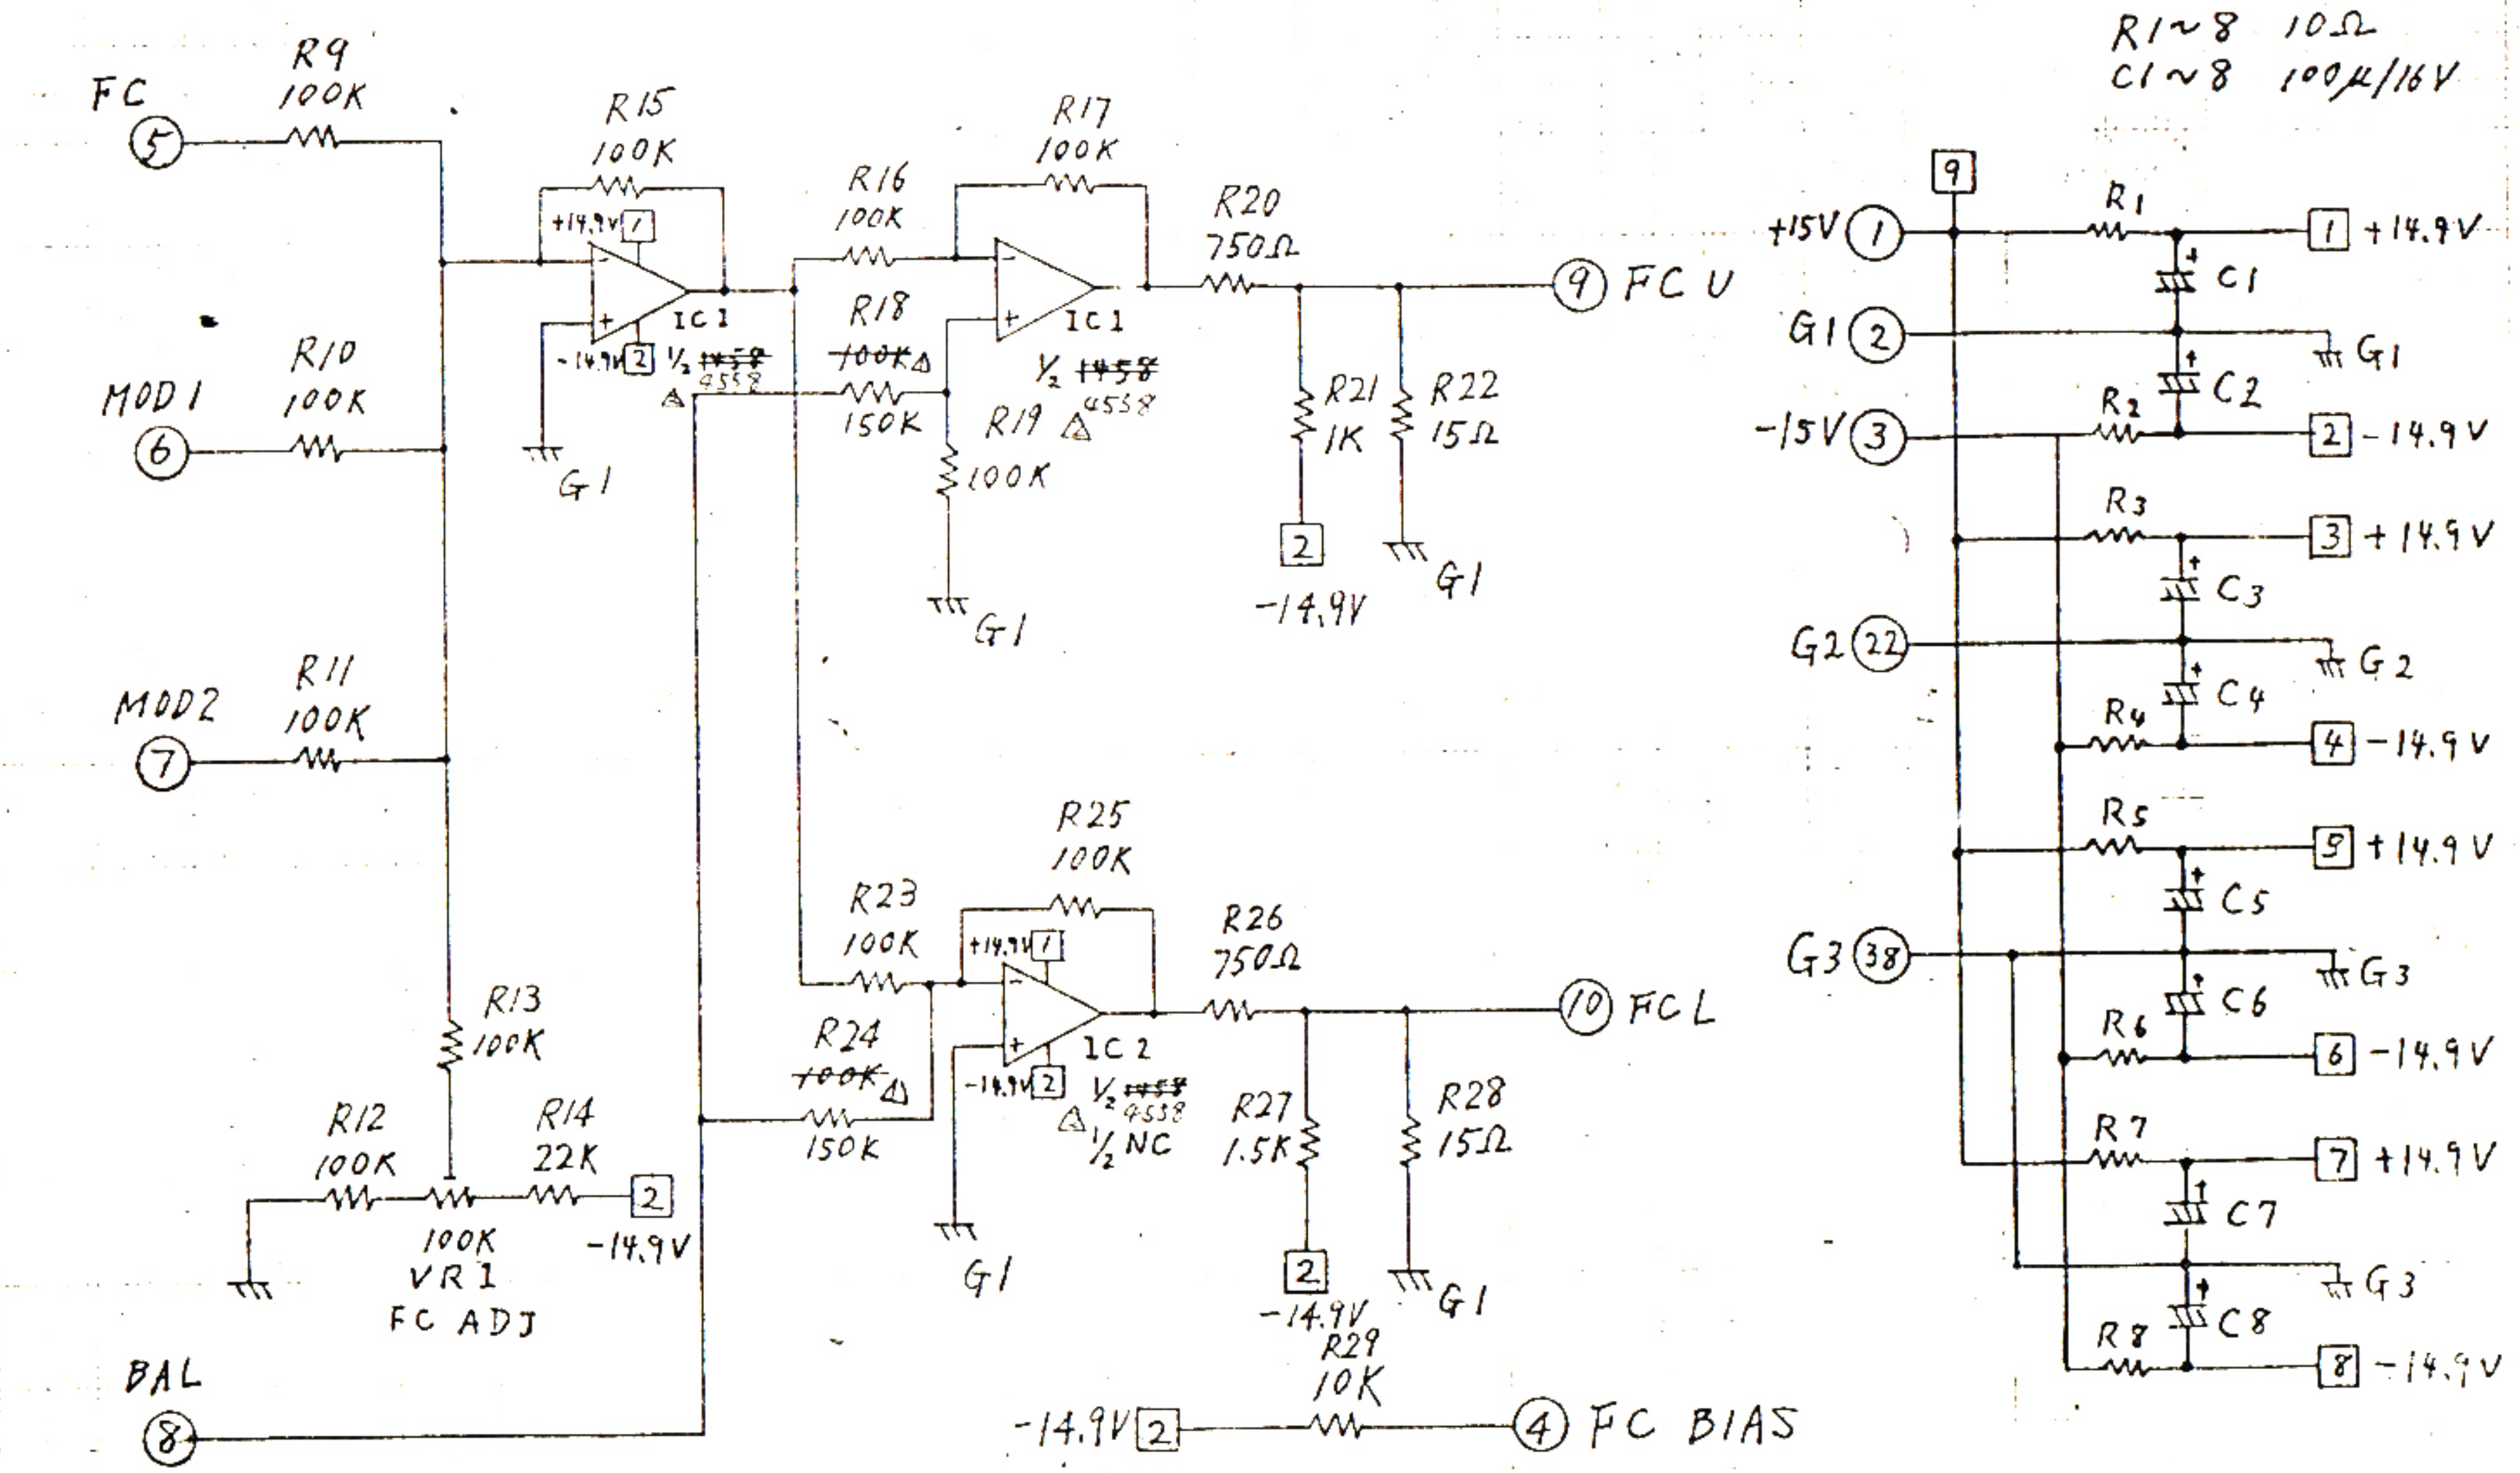 R1~8 10Ω
C1~8 100μ/16V
FC
5
R9
100K
MOD1
6
R10
100K
MOD2
7
R11
100K
R13
100K
R12
100K
R14
22K
2
-14.9V
100K
VR1
FC ADJ
BAL
8
R15
100K
+14.9V 1
-14.9V 2
IC1
1/2 1458
4558
G1
R16
100K
R17
100K
R18
100K
150K
R19
100K
G1
IC1
1/2 1458
4558
R20
750Ω
9 FCU
R21
1K
2
-14.9V
R22
15Ω
G1
R23
100K
R24
100K
150K
R25
100K
+14.9V 1
-14.9V 2
IC2
1/2 1458
4558
1/2 NC
G1
R26
750Ω
10 FCL
R27
1.5K
2
-14.9V
R28
15Ω
G1
R29
10K
-14.9V 2
4 FC BIAS
9
+15V 1
R1
1 +14.9V
C1
G1 2
G1
C2
-15V 3
R2
2 -14.9V
R3
3 +14.9V
C3
G2 22
G2
C4
R4
4 -14.9V
R5
5 +14.9V
C5
G3 38
G3
C6
R6
6 -14.9V
R7
7 +14.9V
C7
G3
C8
R8
8 -14.9V